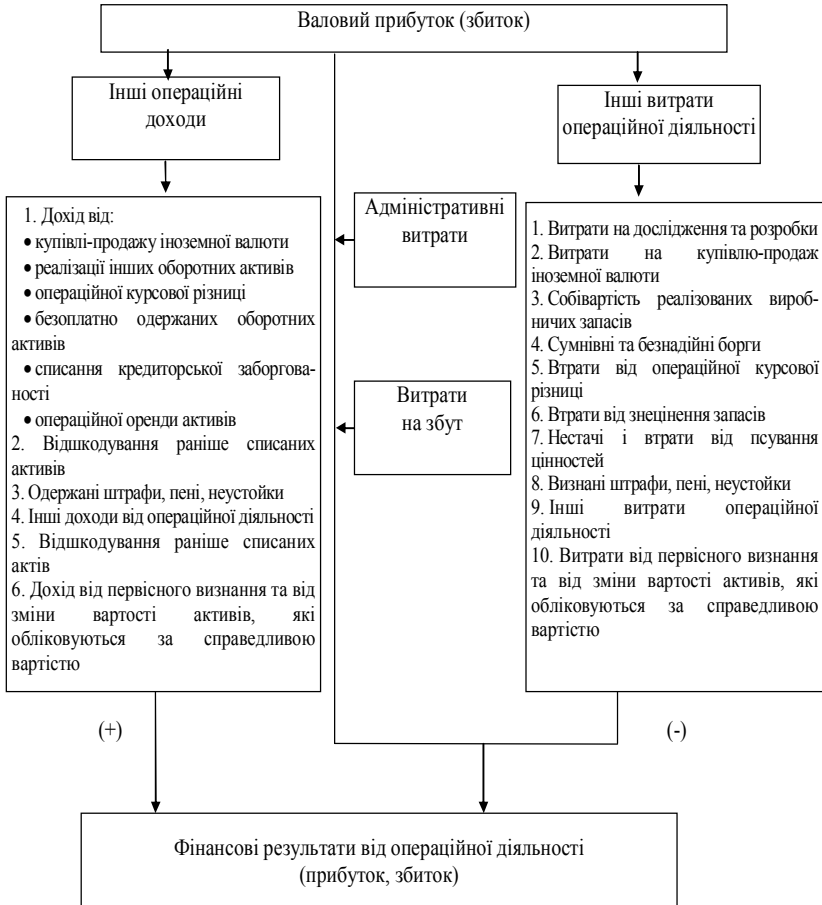 Валовий прибуток (збиток)
Інші операційні
доходи
Інші витрати
операційної діяльності
1. Дохід від:
• купівлі-продажу іноземної валюти
• реалізації інших оборотних активів
• операційної курсової різниці
• безоплатно одержаних оборотних
активів
• списання кредиторської заборгова-
ності
• операційної оренди активів
2. Відшкодування раніше списаних
активів
3. Одержані штрафи, пені, неустойки
4. Інші доходи від операційної діяльності
5. Відшкодування раніше списаних
актів
6. Дохід від первісного визнання та від
зміни вартості активів, які
обліковуються за справедливою
вартістю
Адміністративні
витрати
Витрати
на збут
1. Витрати на дослідження та розробки
2. Витрати на купівлю-продаж
іноземної валюти
3. Собівартість реалізованих вироб-
ничих запасів
4. Сумнівні та безнадійні борги
5. Втрати від операційної курсової
різниці
6. Втрати від знецінення запасів
7. Нестачі і втрати від псування
цінностей
8. Визнані штрафи, пені, неустойки
9. Інші витрати операційної
діяльності
10. Витрати від первісного визнання
та від зміни вартості активів, які
обліковуються за справедливою
вартістю
(+)
(-)
Фінансові результати від операційної діяльності
(прибуток, збиток)